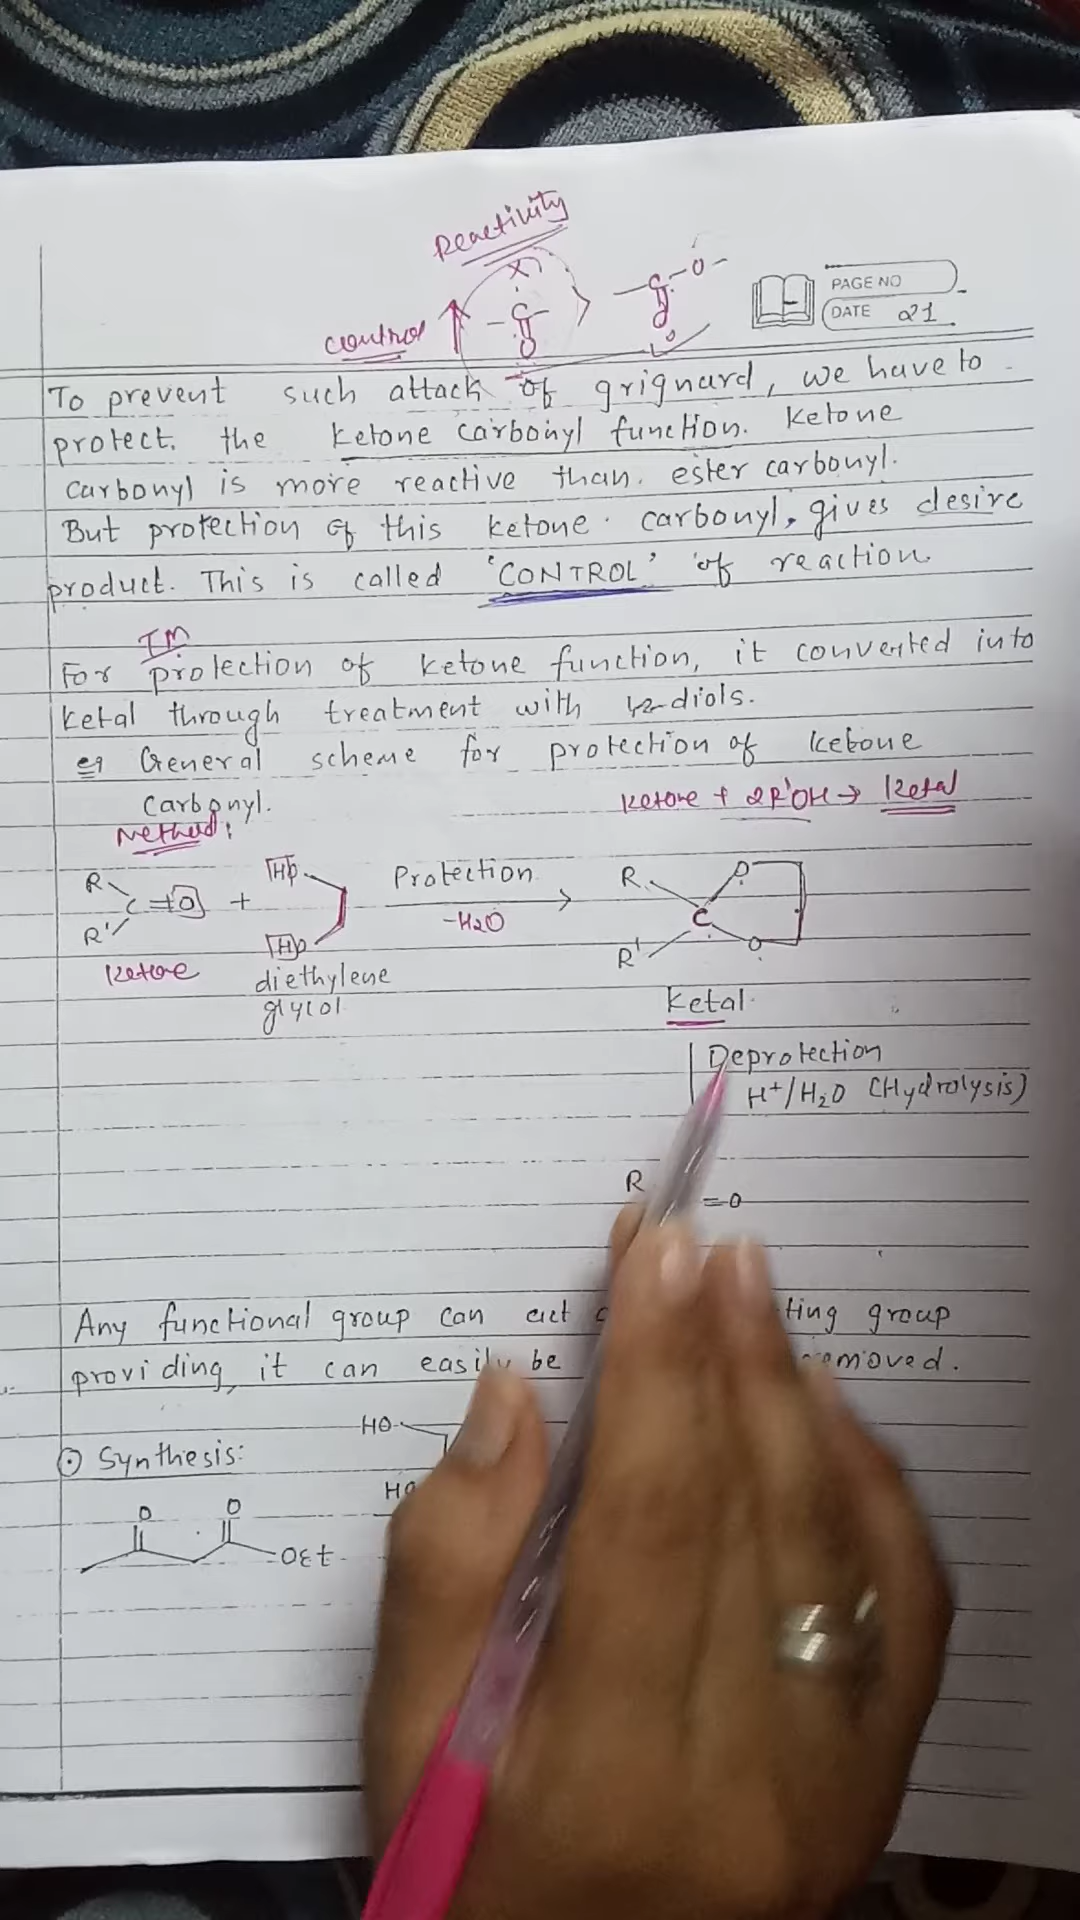 Reactivity
control
-C-
O
-C-O-
O
PAGE NO
DATE 21
To prevent such attack of grignard, we have to
protect. the ketone carbonyl function. ketone
carbonyl is more reactive than. ester carbonyl.
But protection of this ketone carbonyl, gives desire
product. This is called 'CONTROL' of reaction
TM
For protection of ketone function, it converted into
ketal through treatment with 1,2-diols.
eg General scheme for protection of ketone
carbonyl.
ketone + 2R'OH → Ketal
Method:
R
R'
C=O + HO
HO
Protection
-H2O
R
R'
C
O
O
ketone
diethylene
glycol
Ketal
Deprotection
H+/H2O (Hydrolysis)
R
=O
Any functional group can act ting group
providing, it can easily be removed.
HO
⊙ Synthesis:
HO
O O
OEt